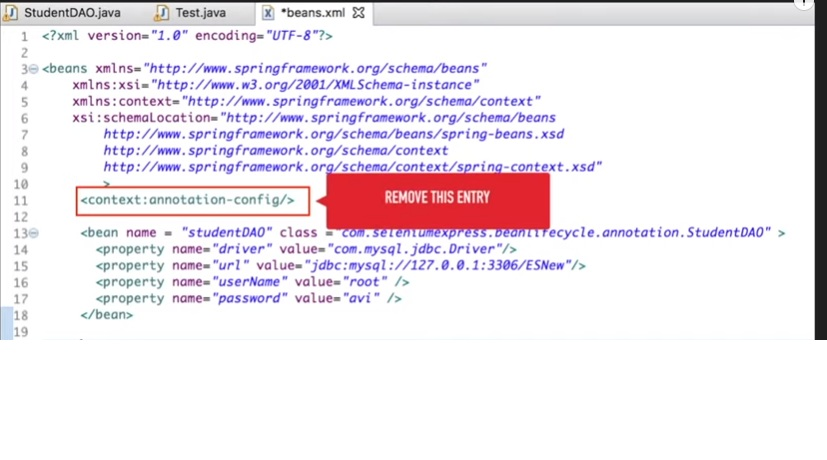 StudentDAO.java Test.java *beans.xml
1 <?xml version="1.0" encoding="UTF-8"?>
2
3 <beans xmlns="http://www.springframework.org/schema/beans"
4 xmlns:xsi="http://www.w3.org/2001/XMLSchema-instance"
5 xmlns:context="http://www.springframework.org/schema/context"
6 xsi:schemaLocation="http://www.springframework.org/schema/beans
7 http://www.springframework.org/schema/beans/spring-beans.xsd
8 http://www.springframework.org/schema/context
9 http://www.springframework.org/schema/context/spring-context.xsd"
10 >
11 <context:annotation-config/> REMOVE THIS ENTRY
12
13 <bean name = "studentDAO" class = "com.seleniumexpress.beanlifecycle.annotation.StudentDAO" >
14 <property name="driver" value="com.mysql.jdbc.Driver"/>
15 <property name="url" value="jdbc:mysql://127.0.0.1:3306/ESNew"/>
16 <property name="userName" value="root" />
17 <property name="password" value="avi" />
18 </bean>
19